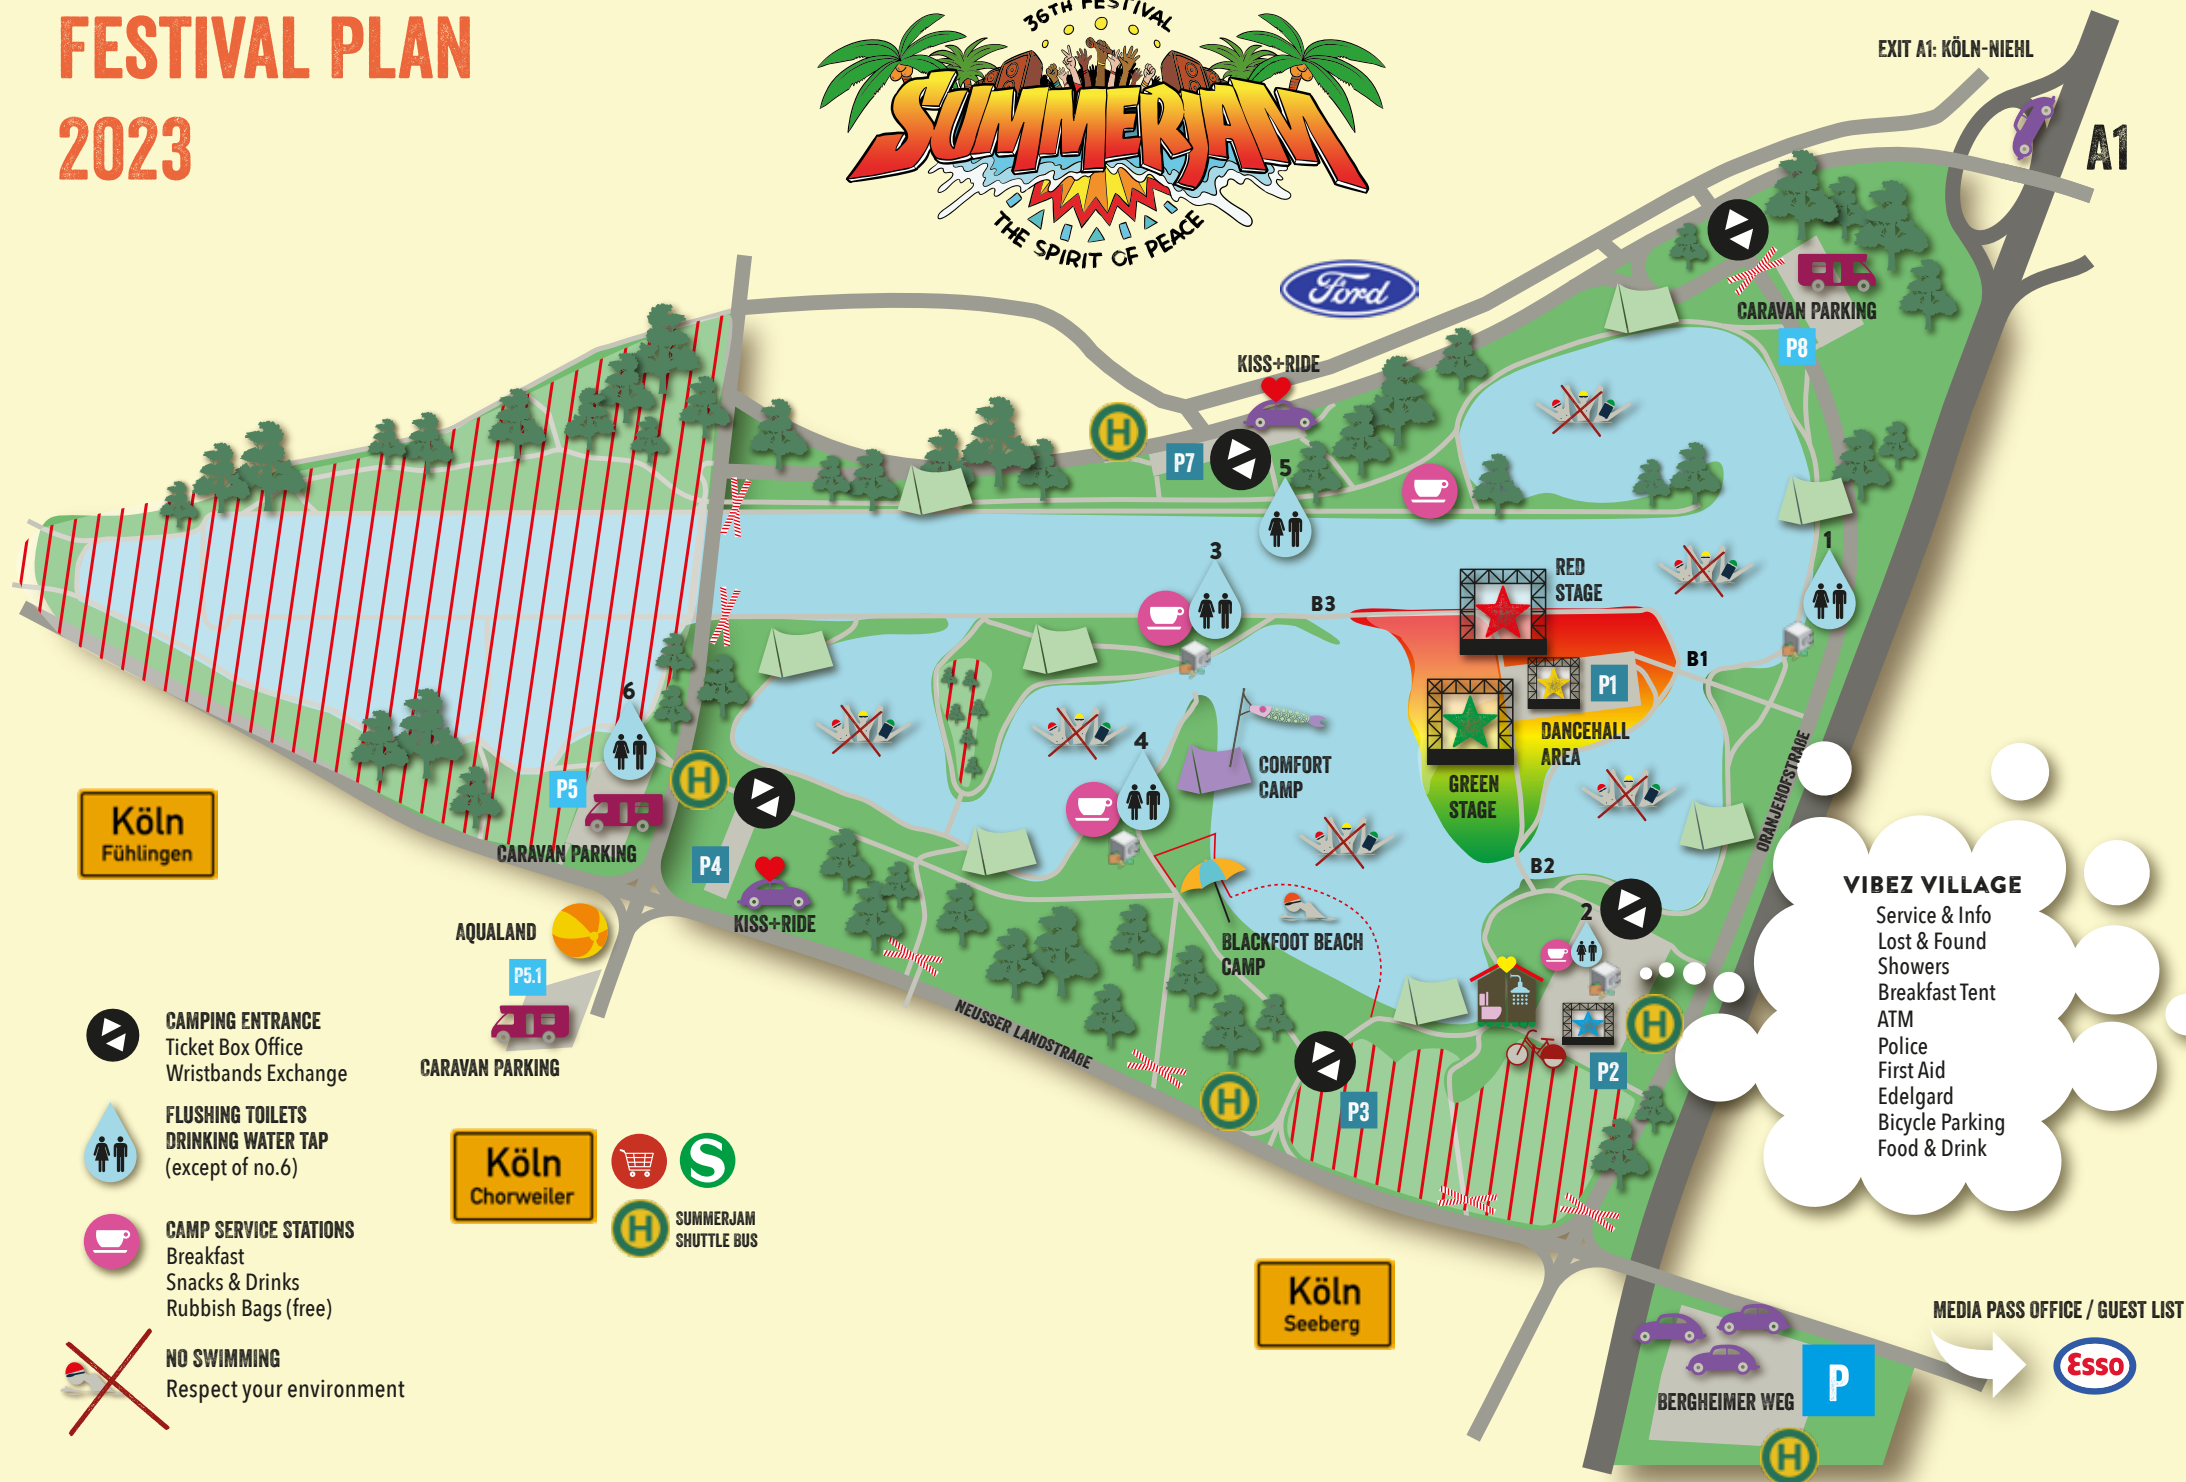 FESTIVAL PLAN
2023
36TH FESTIVAL
SUMMERJAM
THE SPIRIT OF PEACE
Ford
EXIT A1: KÖLN-NIEHL
A1
CARAVAN PARKING
P8
KISS+RIDE
H
P7
5
3
1
RED
STAGE
B3
B1
P1
DANCEHALL
AREA
GREEN
STAGE
COMFORT
CAMP
4
6
P5
H
CARAVAN PARKING
P4
KISS+RIDE
ORANJEHOFSTRAßE
B2
2
BLACKFOOT BEACH
CAMP
H
P2
P3
H
NEUSSER LANDSTRAßE
Köln
Fühlingen
AQUALAND
P5.1
CARAVAN PARKING
VIBEZ VILLAGE
Service & Info
Lost & Found
Showers
Breakfast Tent
ATM
Police
First Aid
Edelgard
Bicycle Parking
Food & Drink
CAMPING ENTRANCE
Ticket Box Office
Wristbands Exchange
FLUSHING TOILETS
DRINKING WATER TAP
(except of no.6)
CAMP SERVICE STATIONS
Breakfast
Snacks & Drinks
Rubbish Bags (free)
NO SWIMMING
Respect your environment
Köln
Chorweiler
S
H
SUMMERJAM
SHUTTLE BUS
Köln
Seeberg
MEDIA PASS OFFICE / GUEST LIST
Esso
BERGHEIMER WEG
P
H